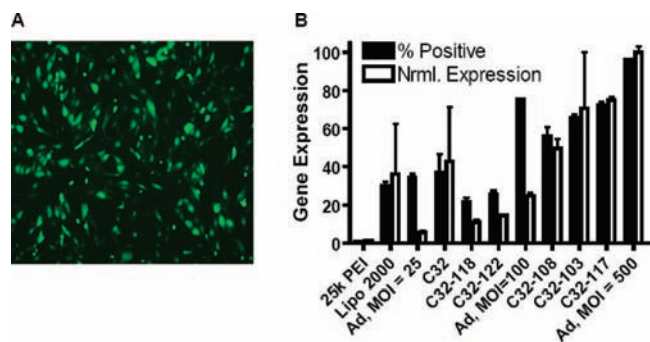 A
B
% Positive
Nrml. Expression
Gene Expression
100
80
60
40
20
0
25k PEI
Lipo 2000
Ad, MOI = 25
C32
C32-118
C32-122
Ad, MOI=100
C32-108
C32-103
C32-117
Ad, MOI = 500